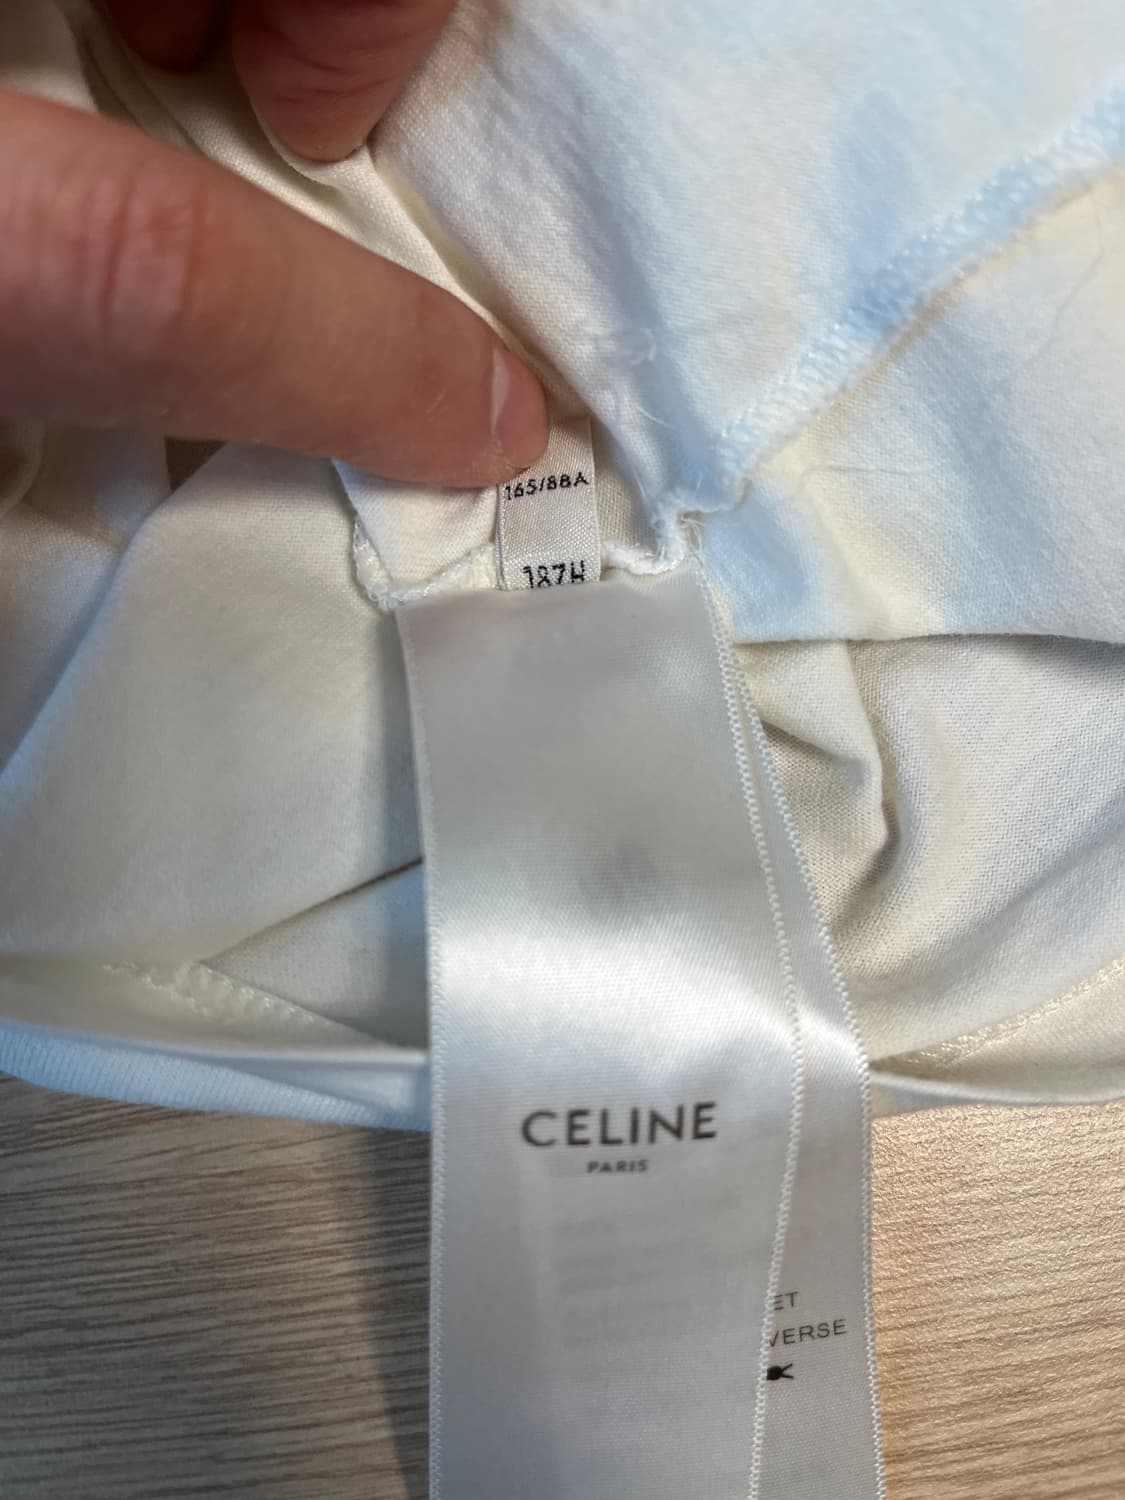 165/88A
187H
CELINE
PARIS
ET
VERSE